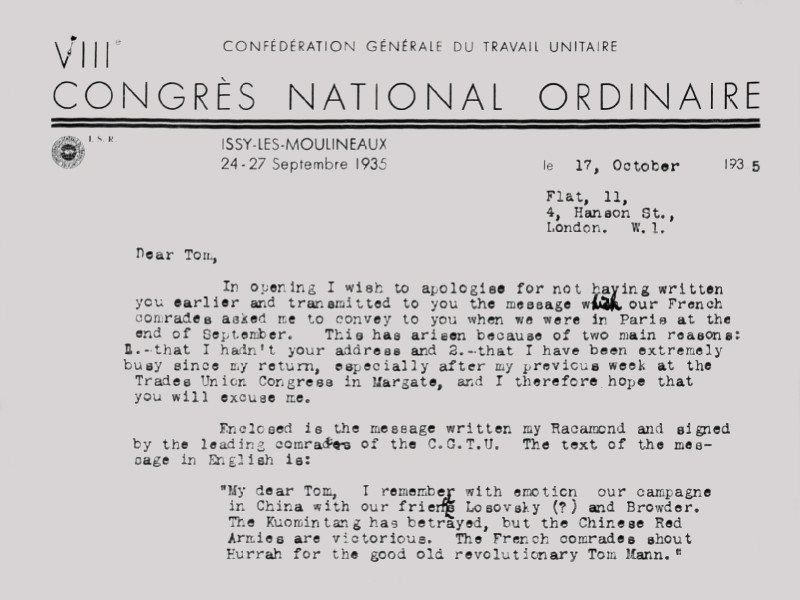 VIIIe
CONFÉDÉRATION GÉNÉRALE DU TRAVAIL UNITAIRE
CONGRÈS NATIONAL ORDINAIRE
I. S. R.
ISSY-LES-MOULINEAUX
24-27 Septembre 1935
le 17, October 1935
Flat, 11,
4, Hanson St.,
London. W.1.
Dear Tom,
In opening I wish to apologise for not having written
you earlier and transmitted to you the message which our French
comrades asked me to convey to you when we were in Paris at the
end of September. This has arisen because of two main reasons:
1.-that I hadn't your address and 2.-that I have been extremely
busy since my return, especially after my previous week at the
Trades Union Congress in Margate, and I therefore hope that
you will excuse me.
Enclosed is the message written my Racamond and signed
by the leading comrades of the C.G.T.U. The text of the mes-
sage in English is:
"My dear Tom, I remember with emotion our campagne
in China with our friend Losovsky (?) and Browder.
The Kuomintang has betrayed, but the Chinese Red
Armies are victorious. The French comrades shout
Hurrah for the good old revolutionary Tom Mann."